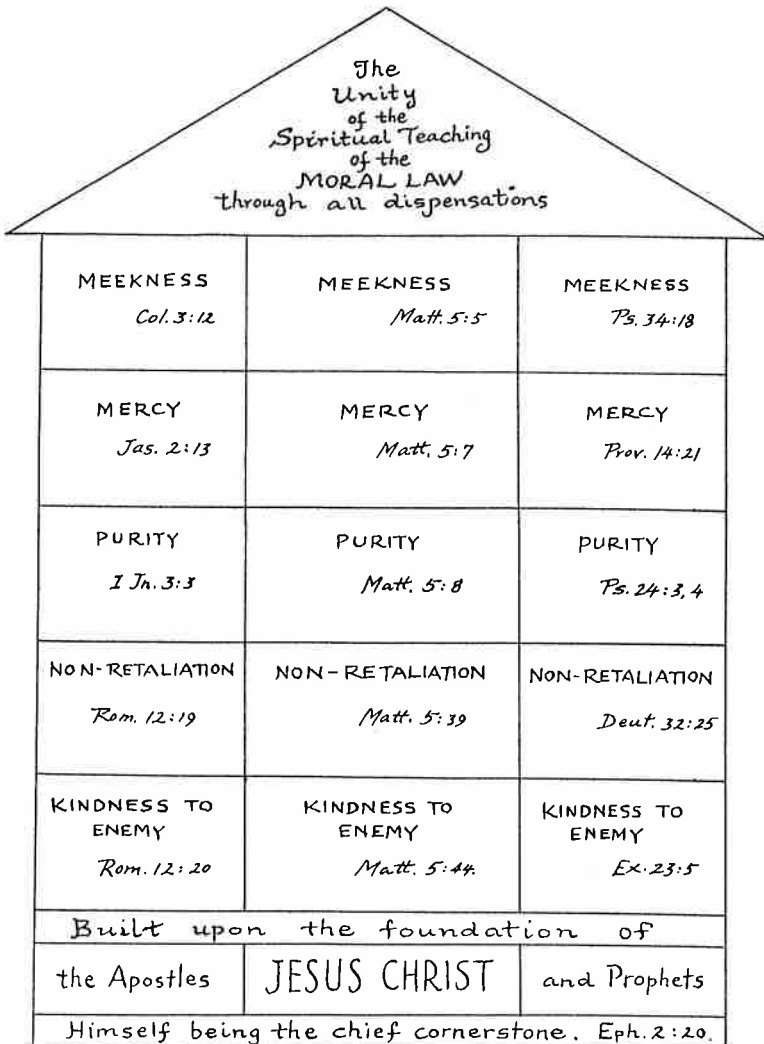 The
Unity
of the
Spiritual Teaching
of the
MORAL LAW
through all dispensations
MEEKNESS
Col. 3:12
MEEKNESS
Matt. 5:5
MEEKNESS
Ps. 34:18
MERCY
Jas. 2:13
MERCY
Matt. 5:7
MERCY
Prov. 14:21
PURITY
I Jn. 3:3
PURITY
Matt. 5:8
PURITY
Ps. 24:3,4
NON-RETALIATION
Rom. 12:19
NON-RETALIATION
Matt. 5:39
NON-RETALIATION
Deut. 32:25
KINDNESS TO
ENEMY
Rom. 12:20
KINDNESS TO
ENEMY
Matt. 5:44.
KINDNESS TO
ENEMY
Ex. 23:5
Built upon the foundation of
the Apostles
JESUS CHRIST
and Prophets
Himself being the chief cornerstone. Eph. 2:20.